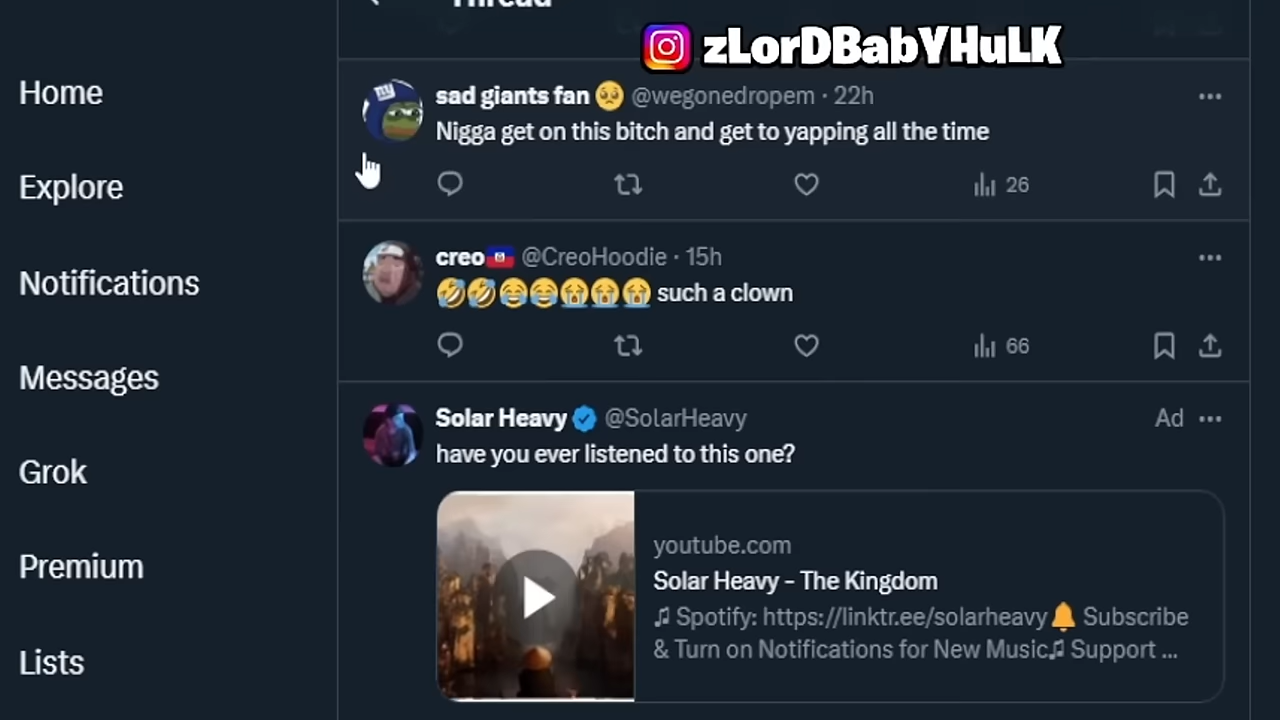 Thread
zLorDBabYHuLK
Home
Explore
Notifications
Messages
Grok
Premium
Lists
sad giants fan 🥺 @wegonedropem · 22h
Nigga get on this bitch and get to yapping all the time
26
creo🇭🇹 @CreoHoodie · 15h
🤣🤣😂😂😭😭😭 such a clown
66
Solar Heavy @SolarHeavy Ad
have you ever listened to this one?
youtube.com
Solar Heavy - The Kingdom
🎵 Spotify: https://linktr.ee/solarheavy🔔 Subscribe
& Turn on Notifications for New Music🎵 Support ...